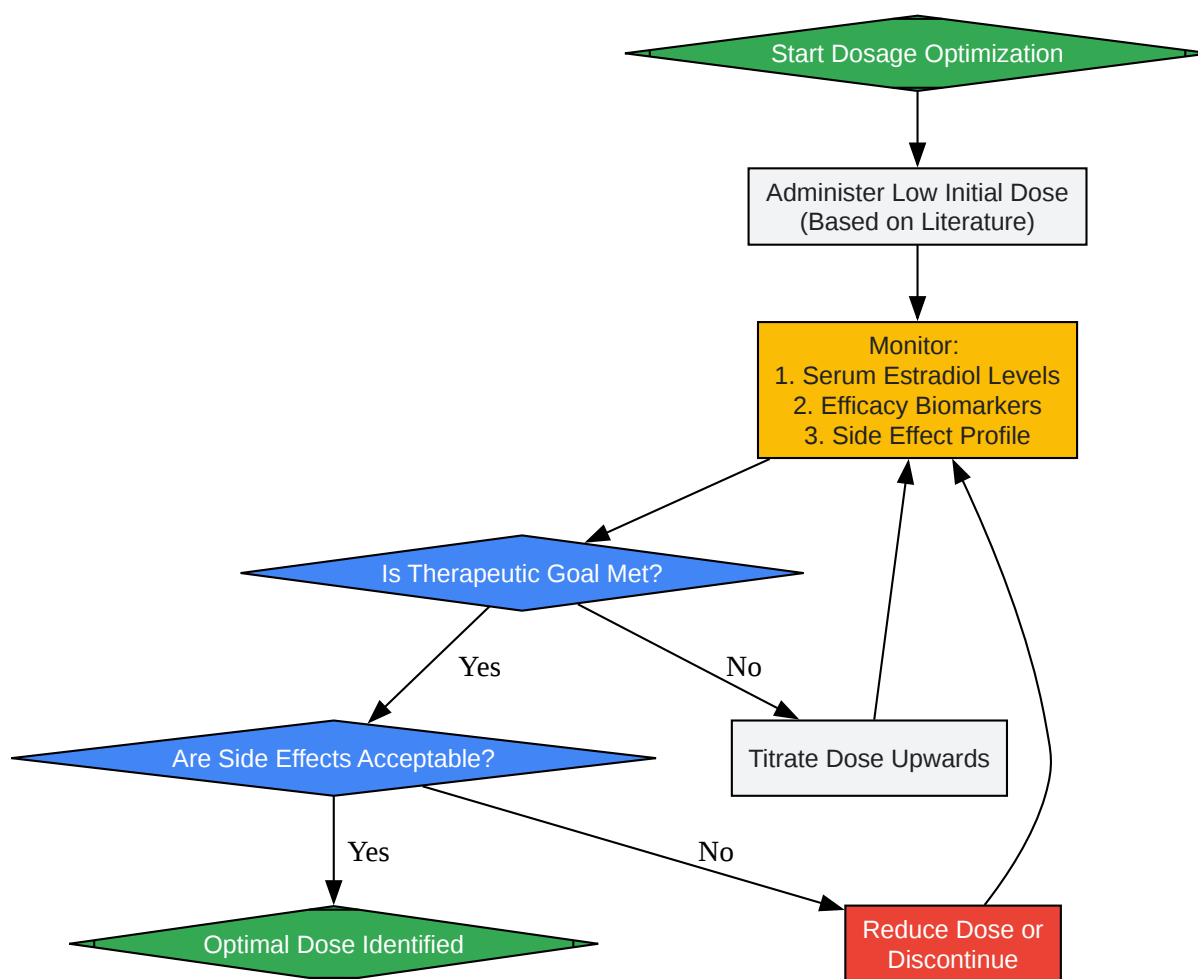 Start Dosage Optimization
Administer Low Initial Dose
(Based on Literature)
Monitor:
1. Serum Estradiol Levels
2. Efficacy Biomarkers
3. Side Effect Profile
Is Therapeutic Goal Met?
Yes
No
Are Side Effects Acceptable?
Titrate Dose Upwards
Yes
No
Optimal Dose Identified
Reduce Dose or
Discontinue